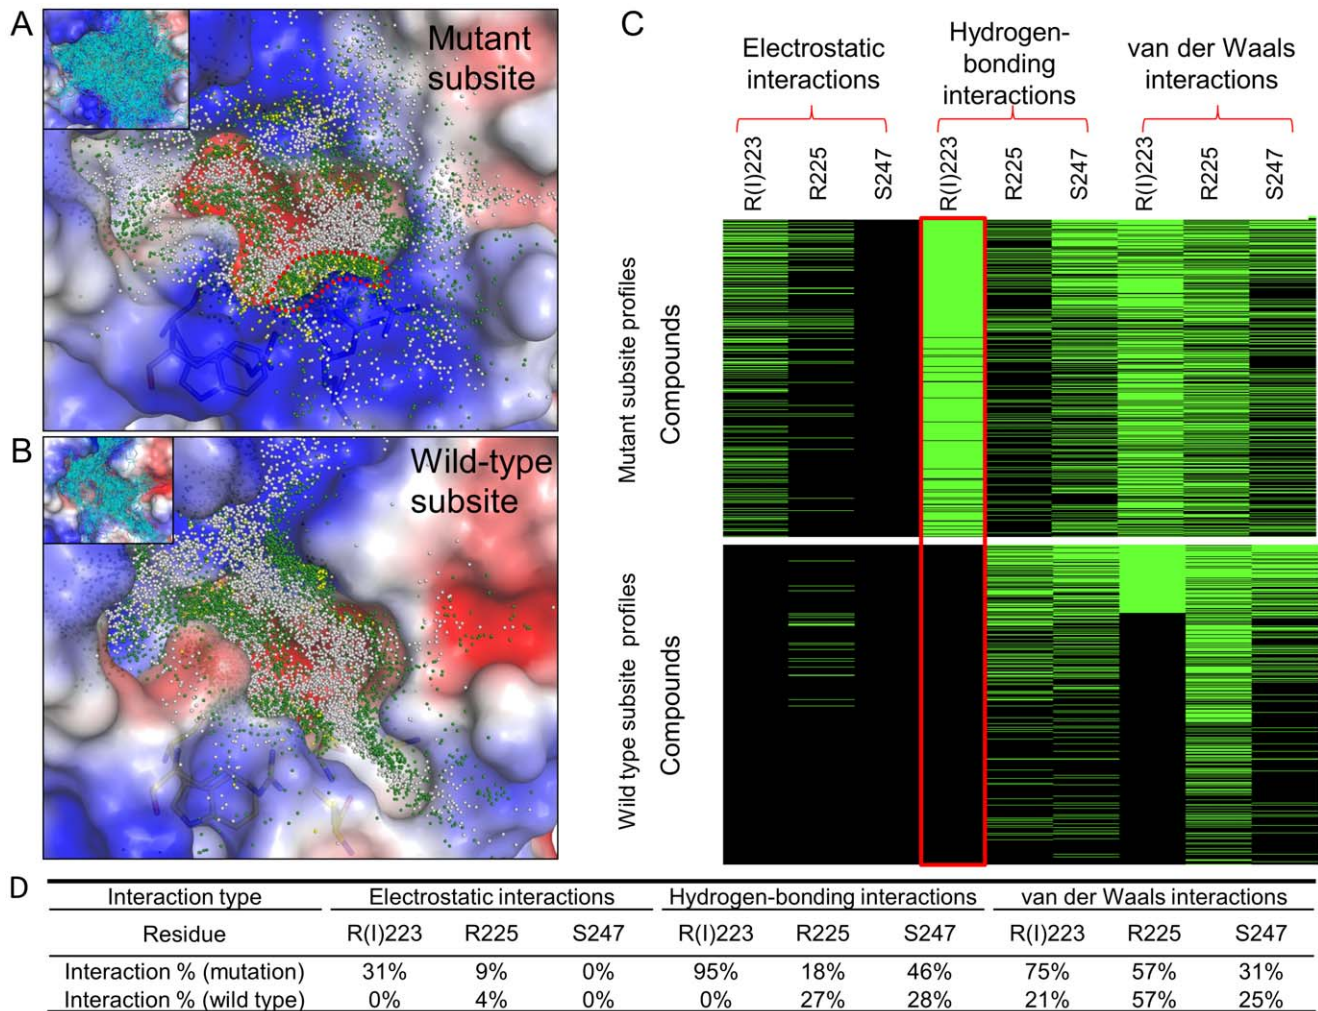 A
Mutant
subsite
B
Wild-type
subsite
C
Electrostatic
interactions
Hydrogen-
bonding
interactions
van der Waals
interactions
R(I)223
R225
S247
R(I)223
R225
S247
R(I)223
R225
S247
Mutant subsite profiles
Compounds
Wild type subsite profiles
Compounds
D
Interaction type Electrostatic interactions Hydrogen-bonding interactions van der Waals interactions
Residue R(I)223 R225 S247 R(I)223 R225 S247 R(I)223 R225 S247
Interaction % (mutation) 31% 9% 0% 95% 18% 46% 75% 57% 31%
Interaction % (wild type) 0% 4% 0% 0% 27% 28% 21% 57% 25%